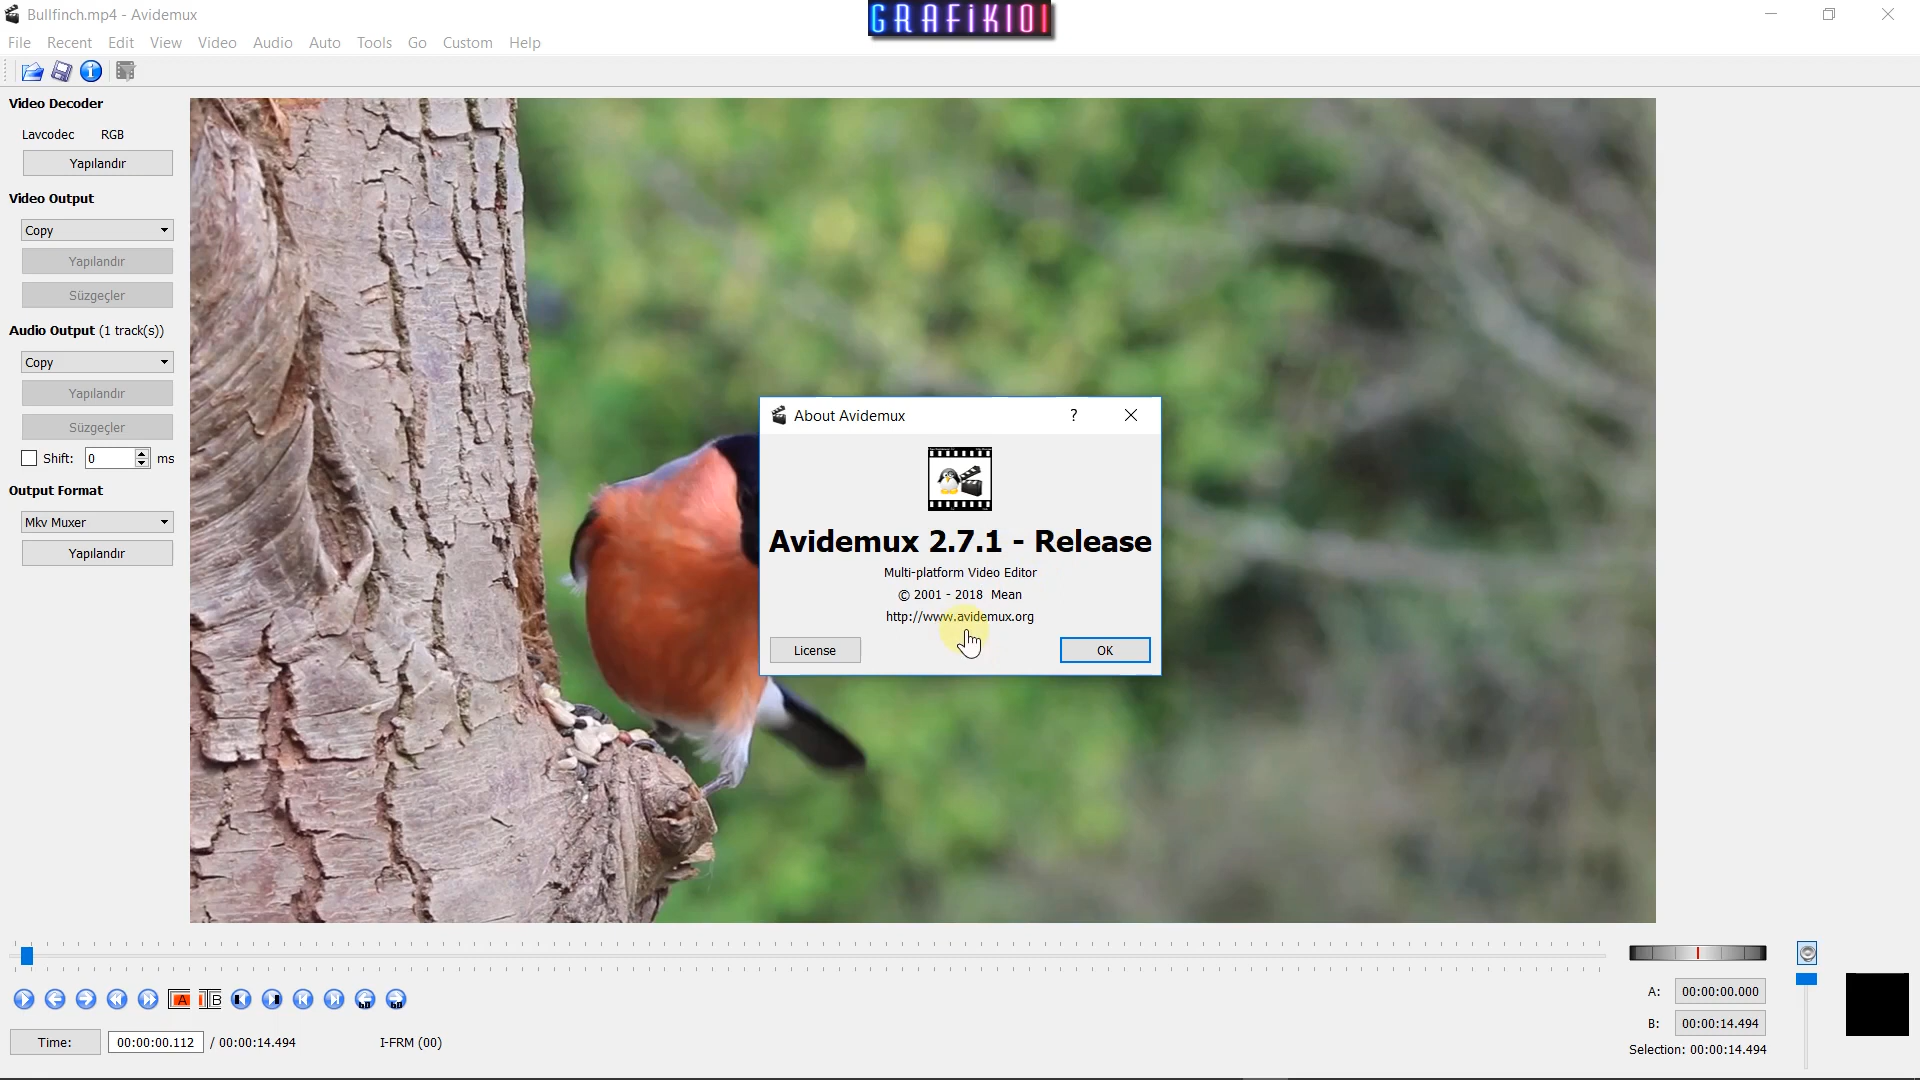 Bullfinch.mp4 - Avidemux
GRAFiK101
File Recent Edit View Video Audio Auto Tools Go Custom Help
Video Decoder
Lavcodec RGB
Yapılandır
Video Output
Copy
Yapılandır
Süzgeçler
Audio Output (1 track(s))
Copy
Yapılandır
Süzgeçler
Shift: 0 ms
Output Format
Mkv Muxer
Yapılandır
About Avidemux ?
Avidemux 2.7.1 - Release
Multi-platform Video Editor
© 2001 - 2018 Mean
http://www.avidemux.org
License OK
A B 60 60
Time: 00:00:00.112 / 00:00:14.494 I-FRM (00)
A: 00:00:00.000
B: 00:00:14.494
Selection: 00:00:14.494